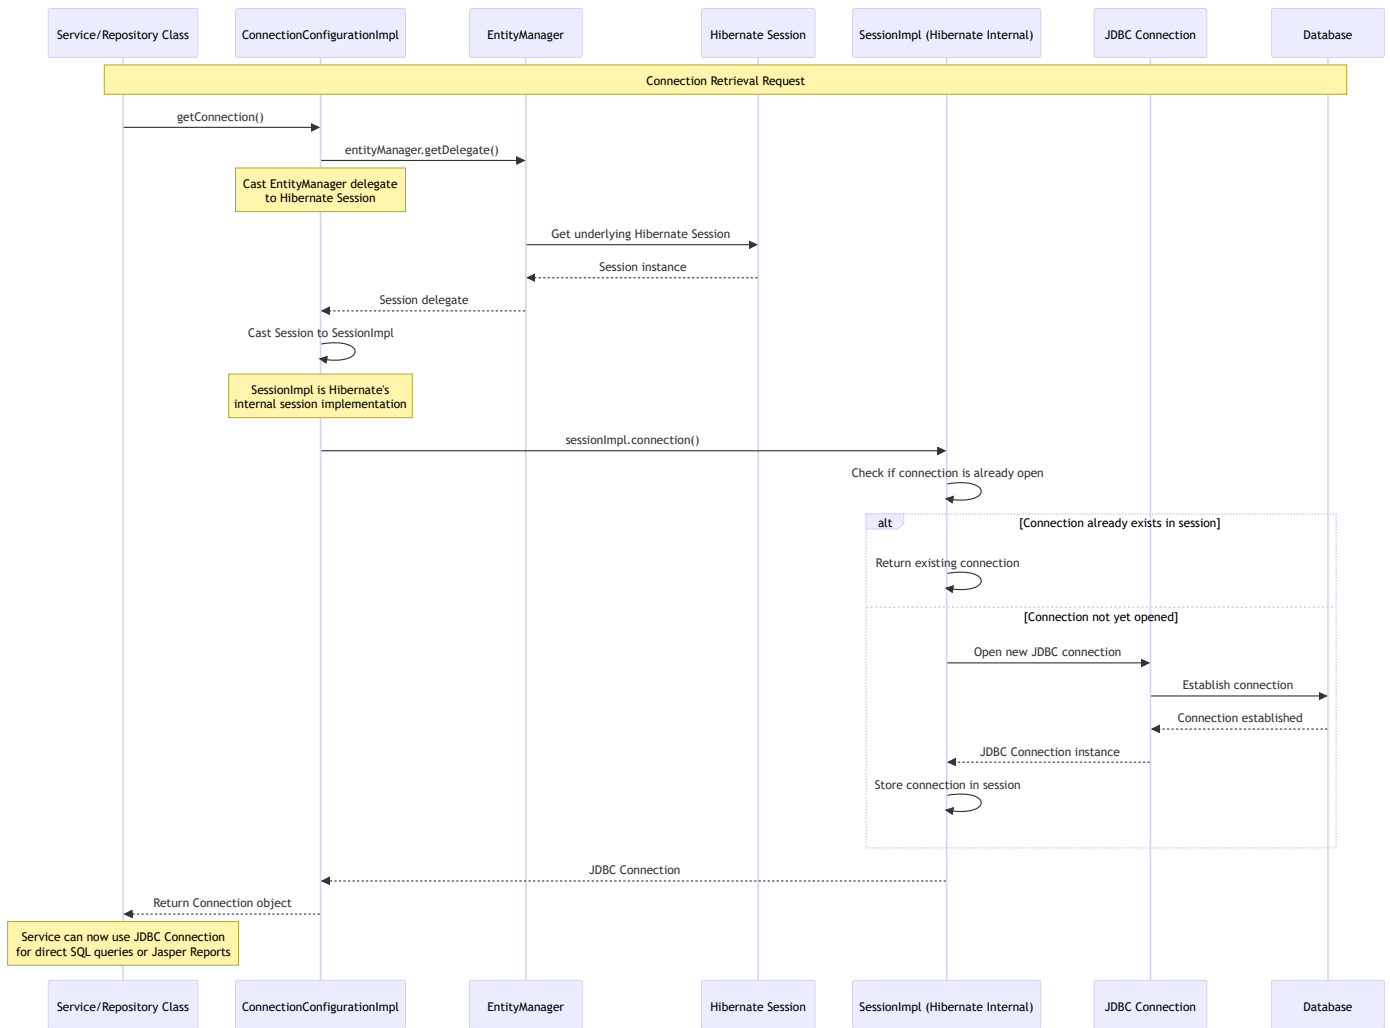 Service/Repository Class
ConnectionConfigurationImpl
EntityManager
Hibernate Session
SessionImpl (Hibernate Internal)
JDBC Connection
Database
Connection Retrieval Request
getConnection()
entityManager.getDelegate()
Cast EntityManager delegate
to Hibernate Session
Get underlying Hibernate Session
Session instance
Session delegate
Cast Session to SessionImpl
SessionImpl is Hibernate's
internal session implementation
sessionImpl.connection()
Check if connection is already open
alt
[Connection already exists in session]
Return existing connection
[Connection not yet opened]
Open new JDBC connection
Establish connection
Connection established
JDBC Connection instance
Store connection in session
JDBC Connection
Return Connection object
Service can now use JDBC Connection
for direct SQL queries or Jasper Reports
Service/Repository Class
ConnectionConfigurationImpl
EntityManager
Hibernate Session
SessionImpl (Hibernate Internal)
JDBC Connection
Database